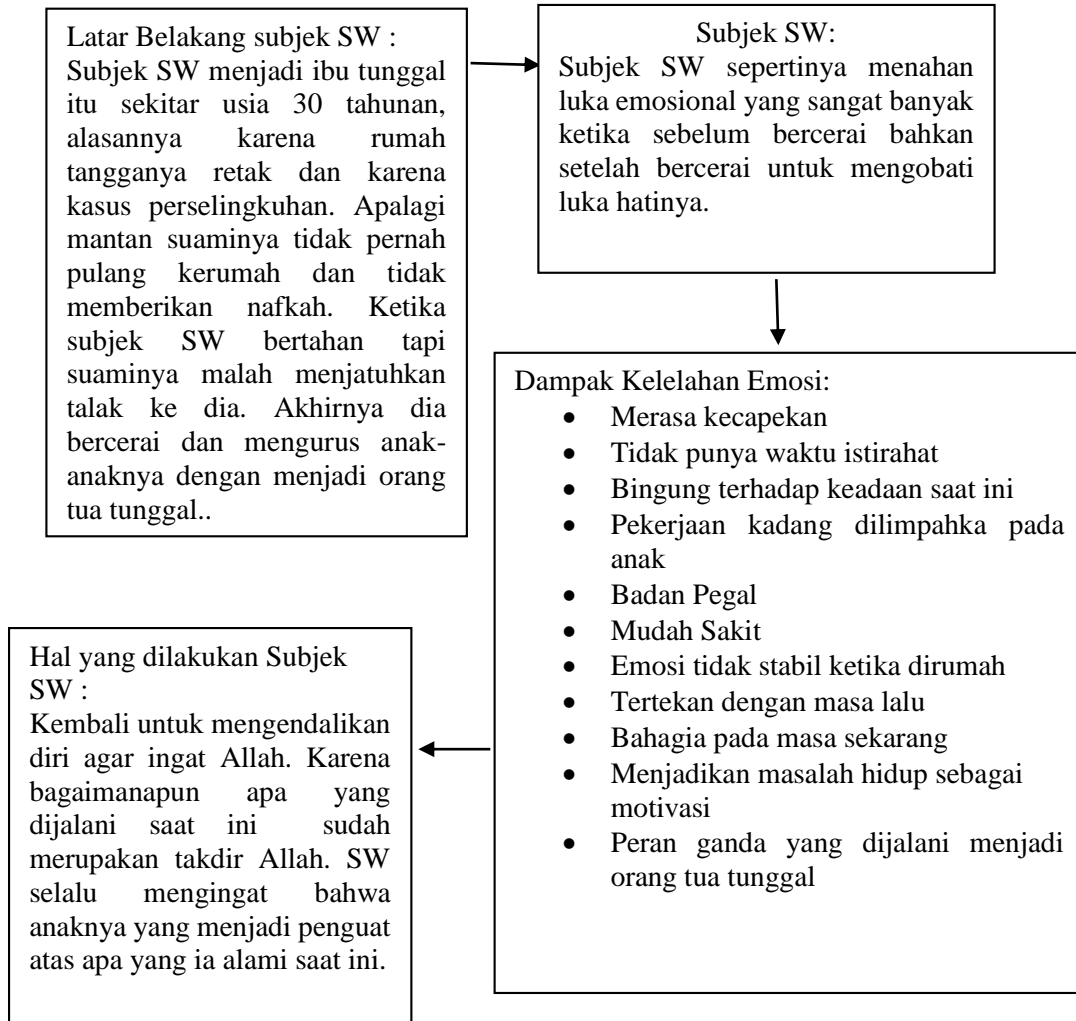 Latar Belakang subjek SW :
Subjek SW menjadi ibu tunggal
itu sekitar usia 30 tahunan,
alasannya karena rumah
tangganya retak dan karena
kasus perselingkuhan. Apalagi
mantan suaminya tidak pernah
pulang kerumah dan tidak
memberikan nafkah. Ketika
subjek SW bertahan tapi
suaminya malah menjatuhkan
talak ke dia. Akhirnya dia
bercerai dan mengurus anak-
anaknya dengan menjadi orang
tua tunggal..
Subjek SW:
Subjek SW sepertinya menahan
luka emosional yang sangat banyak
ketika sebelum bercerai bahkan
setelah bercerai untuk mengobati
luka hatinya.
Dampak Kelelahan Emosi:
• Merasa kecapekan
• Tidak punya waktu istirahat
• Bingung terhadap keadaan saat ini
• Pekerjaan kadang dilimpahka pada
anak
• Badan Pegal
• Mudah Sakit
• Emosi tidak stabil ketika dirumah
• Tertekan dengan masa lalu
• Bahagia pada masa sekarang
• Menjadikan masalah hidup sebagai
motivasi
• Peran ganda yang dijalani menjadi
orang tua tunggal
Hal yang dilakukan Subjek
SW :
Kembali untuk mengendalikan
diri agar ingat Allah. Karena
bagaimanapun apa yang
dijalani saat ini sudah
merupakan takdir Allah. SW
selalu mengingat bahwa
anaknya yang menjadi penguat
atas apa yang ia alami saat ini.